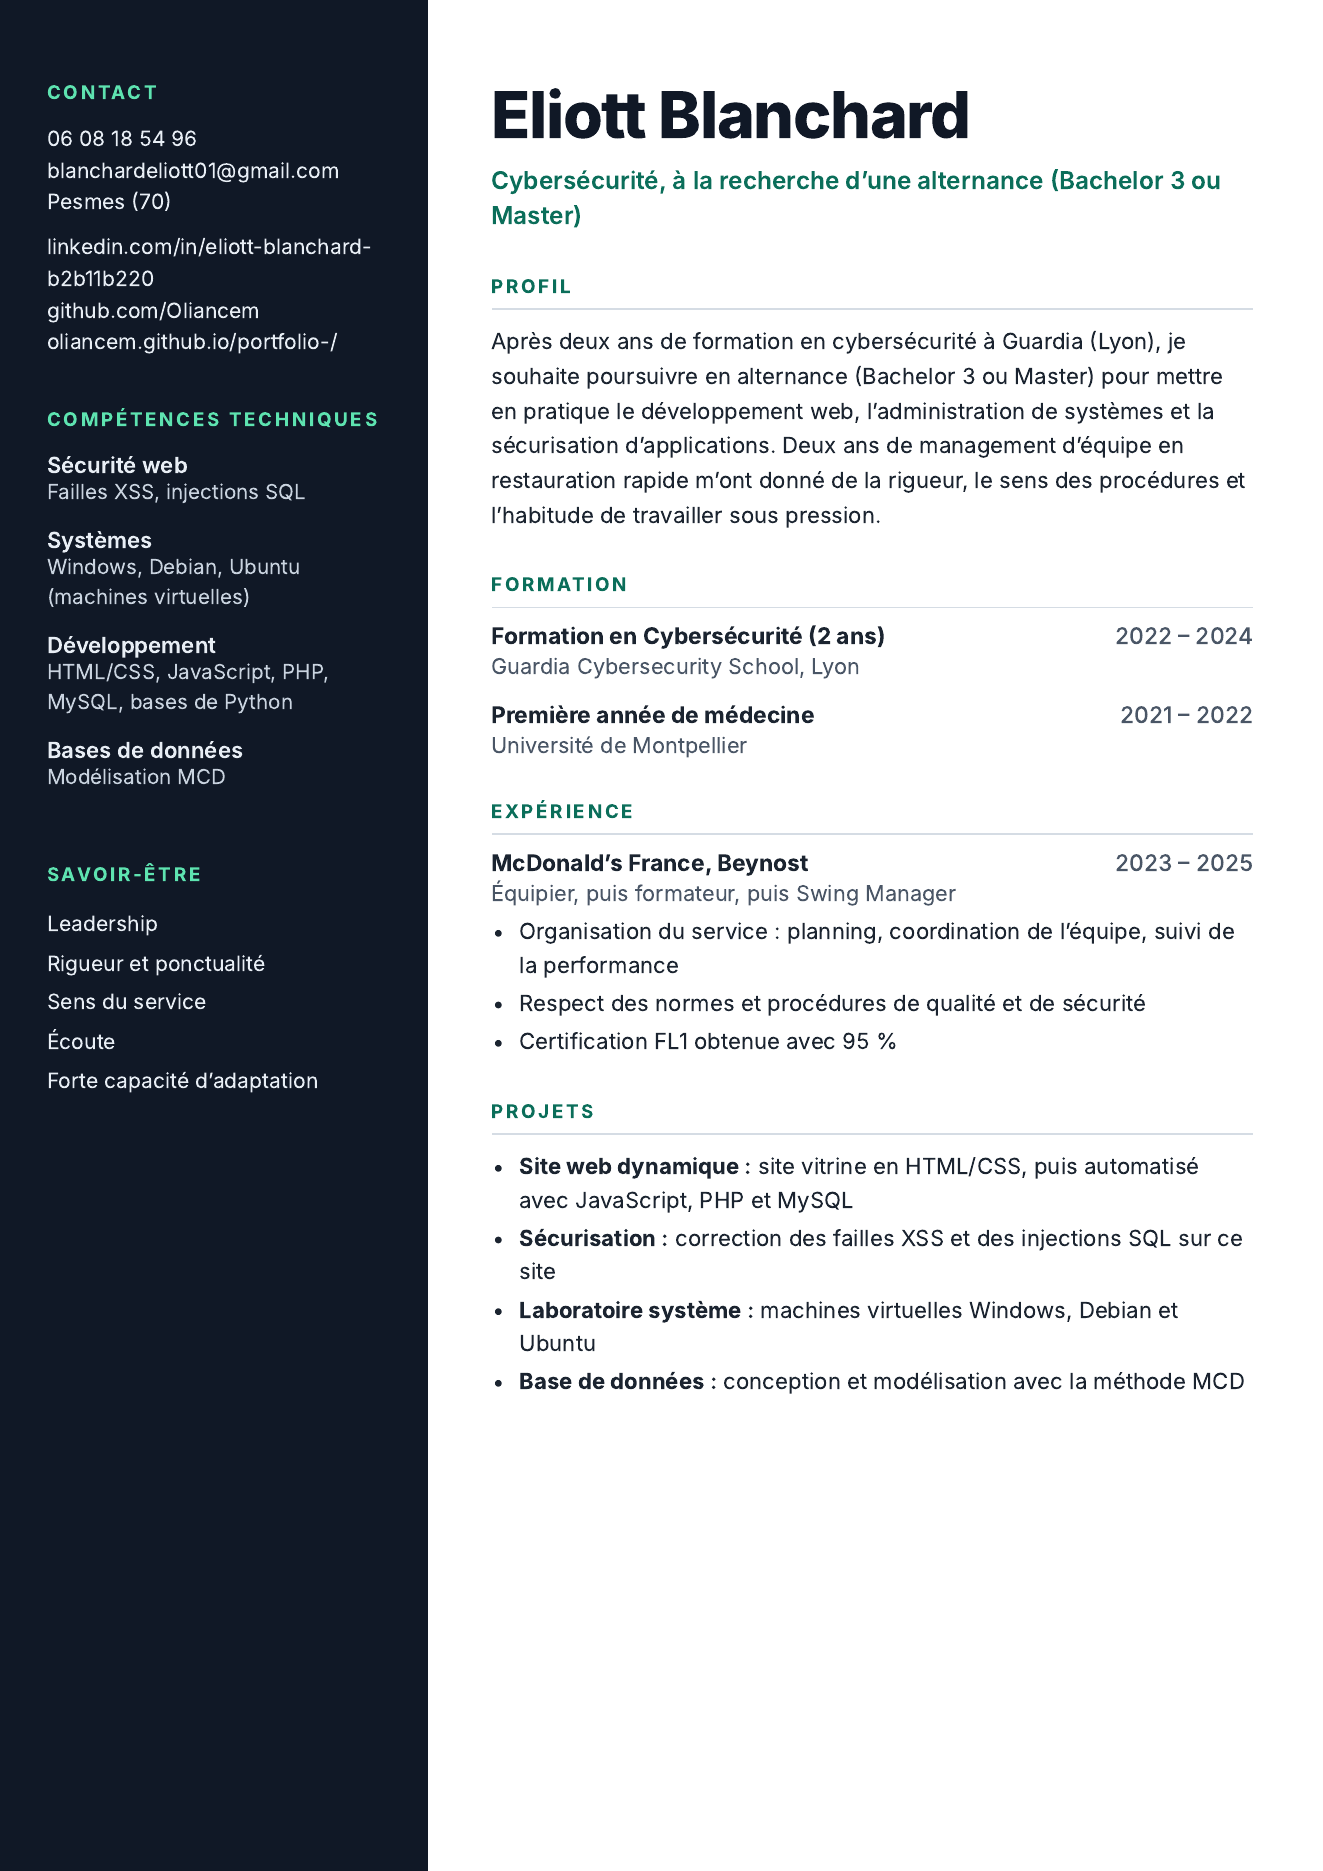 CONTACT
06 08 18 54 96
blanchardeliott01@gmail.com
Pesmes (70)
linkedin.com/in/eliott-blanchard-
b2b11b220
github.com/Oliancem
oliancem.github.io/portfolio-/
COMPÉTENCES TECHNIQUES
Sécurité web
Failles XSS, injections SQL
Systèmes
Windows, Debian, Ubuntu
(machines virtuelles)
Développement
HTML/CSS, JavaScript, PHP,
MySQL, bases de Python
Bases de données
Modélisation MCD
SAVOIR-ÊTRE
Leadership
Rigueur et ponctualité
Sens du service
Écoute
Forte capacité d’adaptation
Eliott Blanchard
Cybersécurité, à la recherche d’une alternance (Bachelor 3 ou
Master)
PROFIL
Après deux ans de formation en cybersécurité à Guardia (Lyon), je
souhaite poursuivre en alternance (Bachelor 3 ou Master) pour mettre
en pratique le développement web, l’administration de systèmes et la
sécurisation d’applications. Deux ans de management d’équipe en
restauration rapide m’ont donné de la rigueur, le sens des procédures et
l’habitude de travailler sous pression.
FORMATION
Formation en Cybersécurité (2 ans) 2022 – 2024
Guardia Cybersecurity School, Lyon
Première année de médecine 2021 – 2022
Université de Montpellier
EXPÉRIENCE
McDonald’s France, Beynost 2023 – 2025
Équipier, puis formateur, puis Swing Manager
• Organisation du service : planning, coordination de l’équipe, suivi de
la performance
• Respect des normes et procédures de qualité et de sécurité
• Certification FL1 obtenue avec 95 %
PROJETS
• Site web dynamique : site vitrine en HTML/CSS, puis automatisé
avec JavaScript, PHP et MySQL
• Sécurisation : correction des failles XSS et des injections SQL sur ce
site
• Laboratoire système : machines virtuelles Windows, Debian et
Ubuntu
• Base de données : conception et modélisation avec la méthode MCD